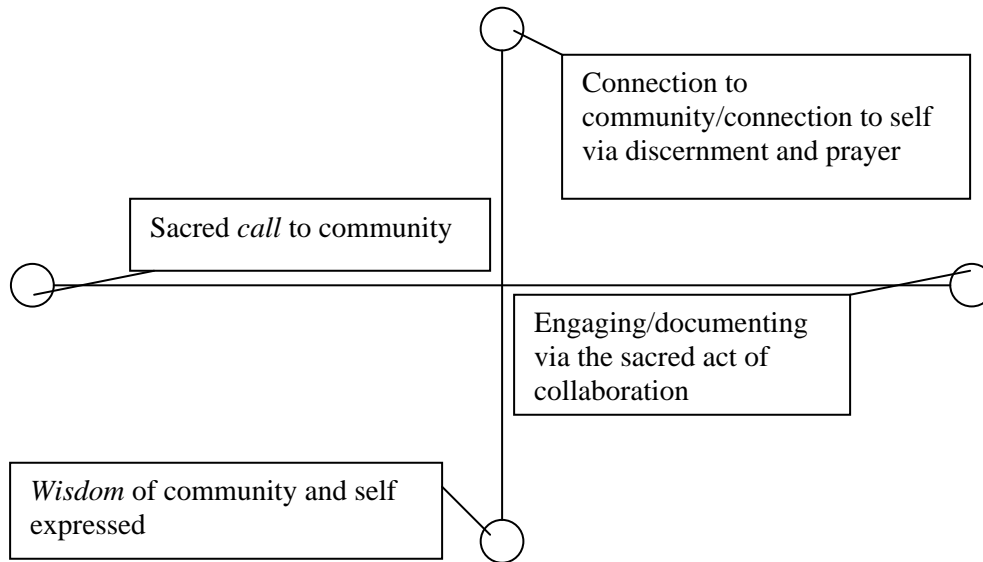 Connection to
community/connection to self
via discernment and prayer
Sacred call to community
Engaging/documenting
via the sacred act of
collaboration
Wisdom of community and self
expressed